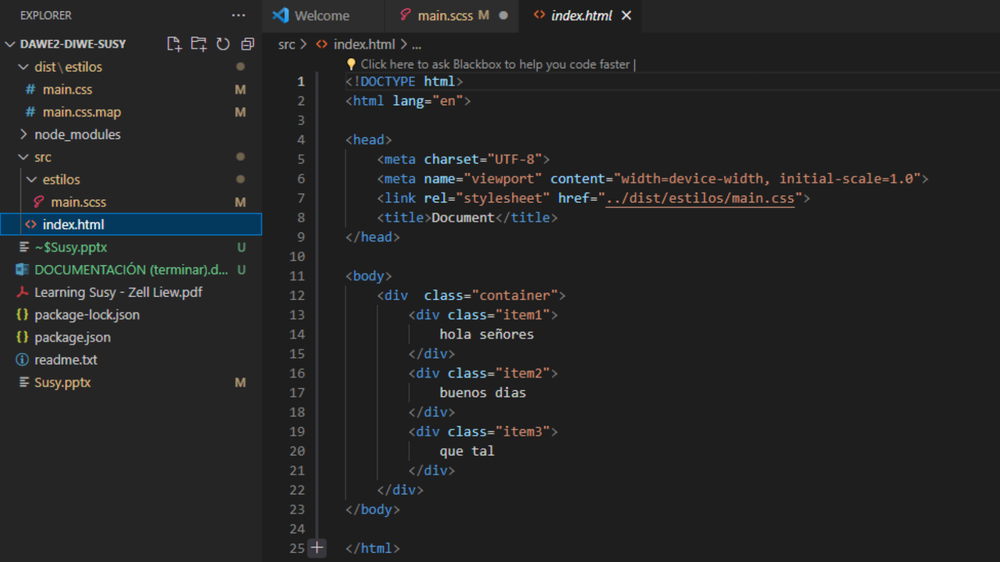 EXPLORER
DAWE2-DIWE-SUSY
dist\estilos
# main.css M
# main.css.map M
node_modules
src
estilos
main.scss M
<> index.html
~$Susy.pptx U
DOCUMENTACIÓN (terminar).d... U
Learning Susy - Zell Liew.pdf
{} package-lock.json
{} package.json
readme.txt
Susy.pptx M
Welcome
main.scss M
<> index.html
src > <> index.html > ...
Click here to ask Blackbox to help you code faster |
1 <!DOCTYPE html>
2 <html lang="en">
3
4 <head>
5 <meta charset="UTF-8">
6 <meta name="viewport" content="width=device-width, initial-scale=1.0">
7 <link rel="stylesheet" href="../dist/estilos/main.css">
8 <title>Document</title>
9 </head>
10
11 <body>
12 <div  class="container">
13 <div class="item1">
14 hola señores
15 </div>
16 <div class="item2">
17 buenos dias
18 </div>
19 <div class="item3">
20 que tal
21 </div>
22 </div>
23 </body>
24
25 </html>